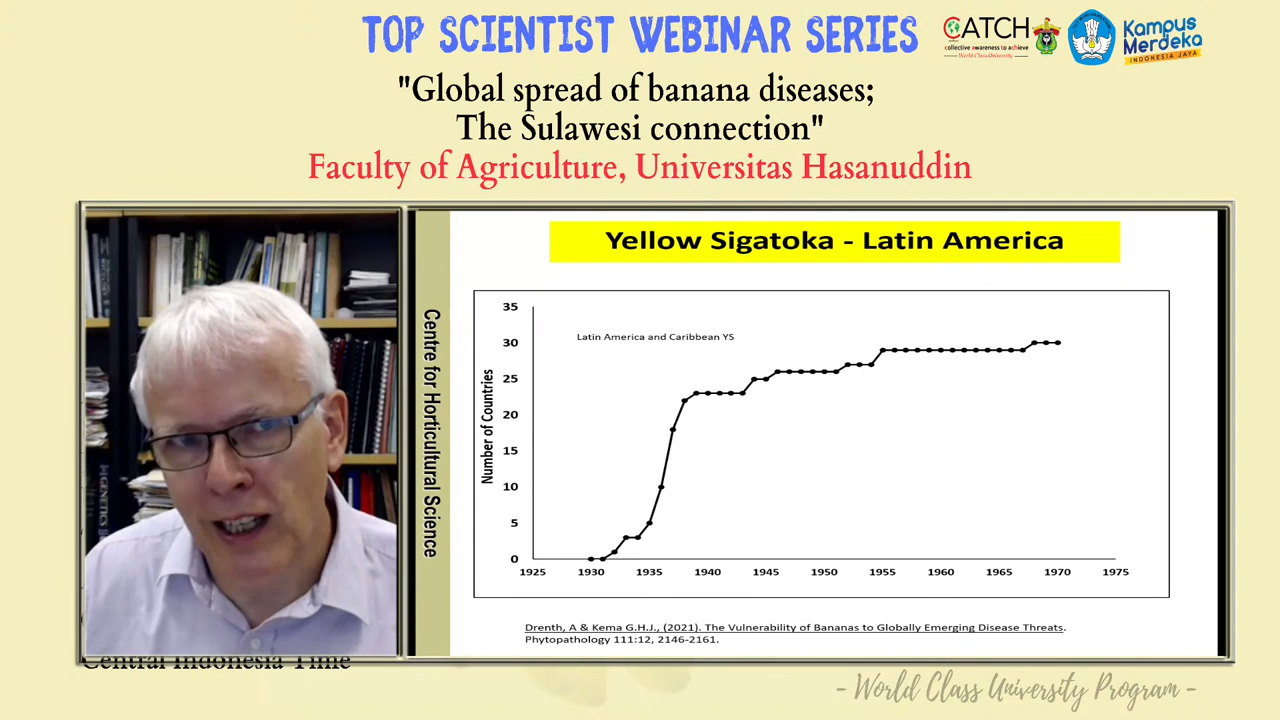 TOP SCIENTIST WEBINAR SERIES
CATCH
collective awareness to achieve
World Class University
Kampus
Merdeka
INDONESIA JAYA
"Global spread of banana diseases;
The Sulawesi connection"
Faculty of Agriculture, Universitas Hasanuddin
GENETICS
Centre for Horticultural Science
Yellow Sigatoka - Latin America
Latin America and Caribbean YS
Number of Countries
35
30
25
20
15
10
5
0
1925 1930 1935 1940 1945 1950 1955 1960 1965 1970 1975
Drenth, A & Kema G.H.J., (2021). The Vulnerability of Bananas to Globally Emerging Disease Threats.
Phytopathology 111:12, 2146-2161.
Central Indonesia Time
- World Class University Program -